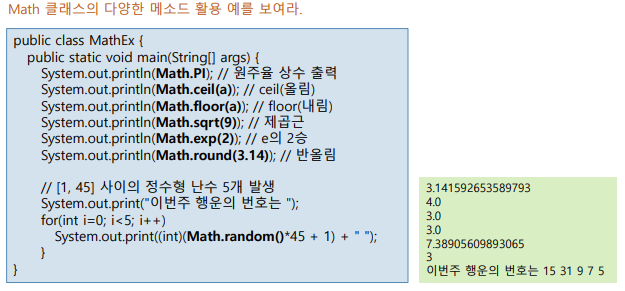 Math 클래스의 다양한 메소드 활용 예를 보여라.
public class MathEx {
public static void main(String[] args) {
System.out.println(Math.PI); // 원주율 상수 출력
System.out.println(Math.ceil(a)); // ceil(올림)
System.out.println(Math.floor(a)); // floor(내림)
System.out.println(Math.sqrt(9)); // 제곱근
System.out.println(Math.exp(2)); // e의 2승
System.out.println(Math.round(3.14)); // 반올림
// [1, 45] 사이의 정수형 난수 5개 발생
System.out.print("이번주 행운의 번호는 ");
for(int i=0; i<5; i++)
System.out.print((int)(Math.random()*45 + 1) + " ");
}
}
3.141592653589793
4.0
3.0
3.0
7.38905609893065
3
이번주 행운의 번호는 15 31 9 7 5